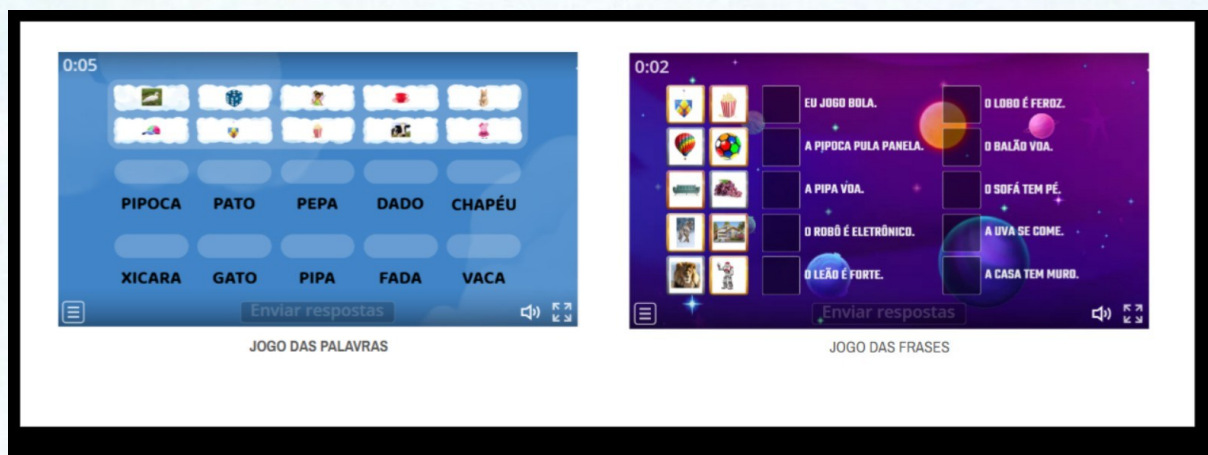 0:05
PIPOCA PATO PEPA DADO CHAPÉU
XICARA GATO PIPA FADA VACA
Enviar respostas
JOGO DAS PALAVRAS
0:02
EU JOGO BOLA.
A PIPOCA PULA PANELA.
A PIPA VOA.
O ROBÔ É ELETRÔNICO.
O LEÃO É FORTE.
O LOBO É FEROZ.
O BALÃO VOA.
O SOFÁ TEM PÉ.
A UVA SE COME.
A CASA TEM MURO.
Enviar respostas
JOGO DAS FRASES